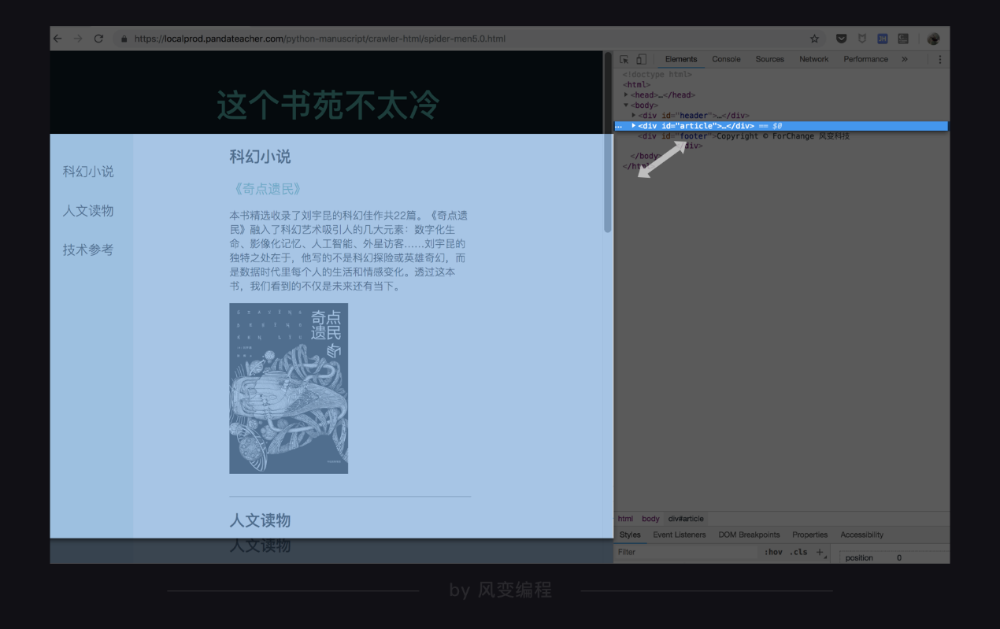 https://localprod.pandateacher.com/python-manuscript/crawler-html/spider-men5.0.html
这个书苑不太冷
科幻小说
人文读物
技术参考
科幻小说
《奇点遗民》
本书精选收录了刘宇昆的科幻佳作共22篇。《奇点遗
民》融入了科幻艺术吸引人的几大元素：数字化生
命、影像化记忆、人工智能、外星访客……刘宇昆的
独特之处在于，他写的不是科幻探险或英雄奇幻，而
是数据时代里每个人的生活和情感变化。透过这本
书，我们看到的不仅是未来还有当下。
奇点
遗民
人文读物
人文读物
Elements Console Sources Network Performance »
<!doctype html>
<html>
<head>…</head>
<body>
<div id="header">…</div>
… <div id="article">…</div> == $0
<div id="footer">Copyright © ForChange 风变科技
div>
</body>
</html
html body div#article
Styles Event Listeners DOM Breakpoints Properties Accessibility
Filter :hov .cls +
position 0
by 风变编程